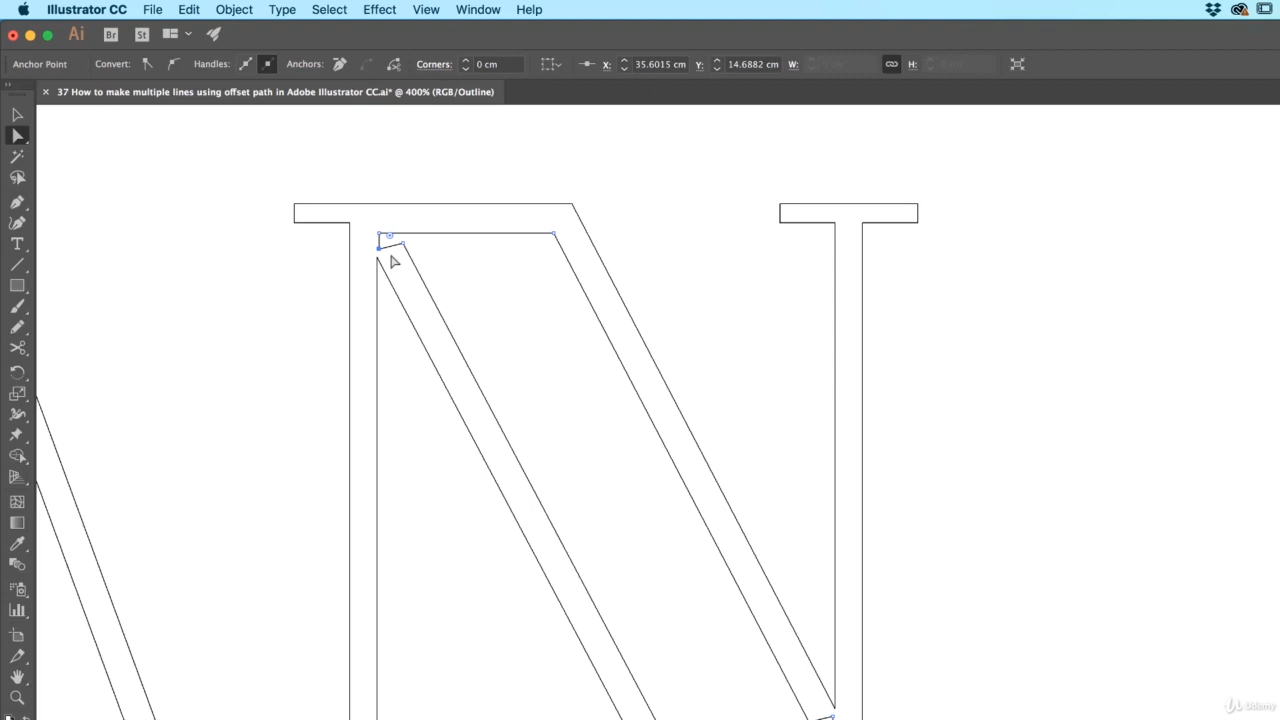 Illustrator CC File Edit Object Type Select Effect View Window Help
Ai Br St
Anchor Point Convert: Handles: Anchors: Corners: 0 cm X: 35.6015 cm Y: 14.6882 cm W: H:
× 37 How to make multiple lines using offset path in Adobe Illustrator CC.ai* @ 400% (RGB/Outline)
T
Udemy